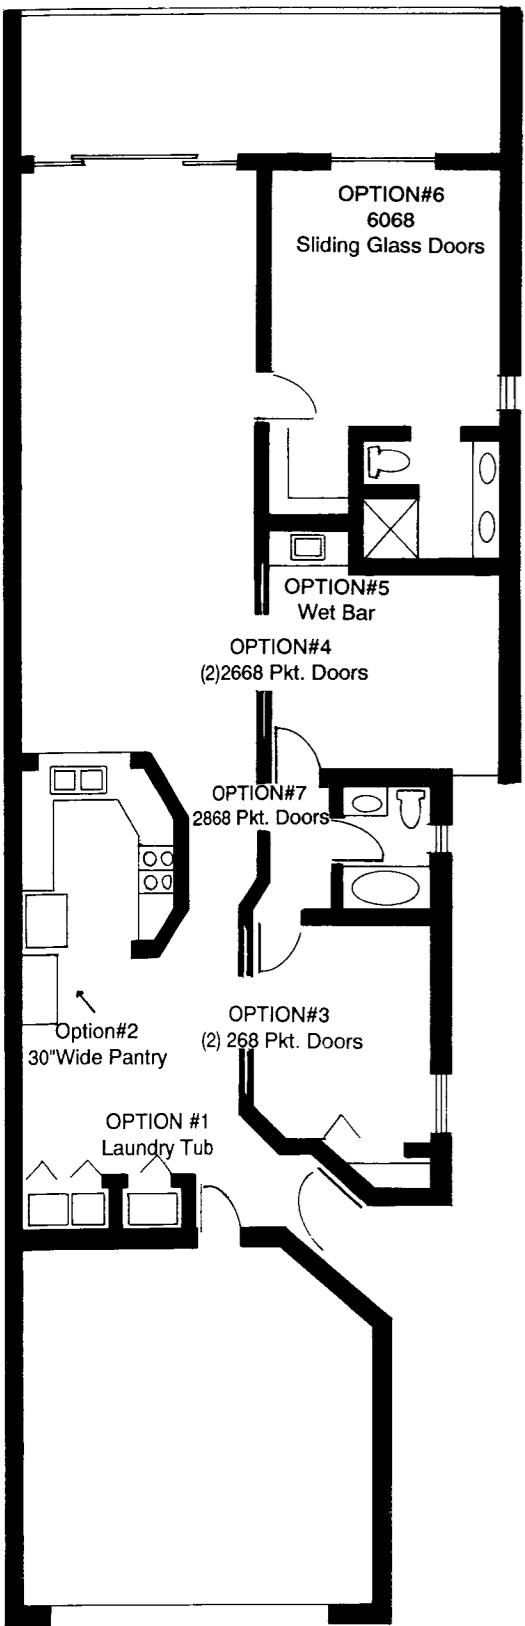 OPTION#6
6068
Sliding Glass Doors
OPTION#5
Wet Bar
OPTION#4
(2)2668 Pkt. Doors
OPTION#7
2868 Pkt. Doors
OPTION#3
(2) 268 Pkt. Doors
Option#2
30"Wide Pantry
OPTION #1
Laundry Tub